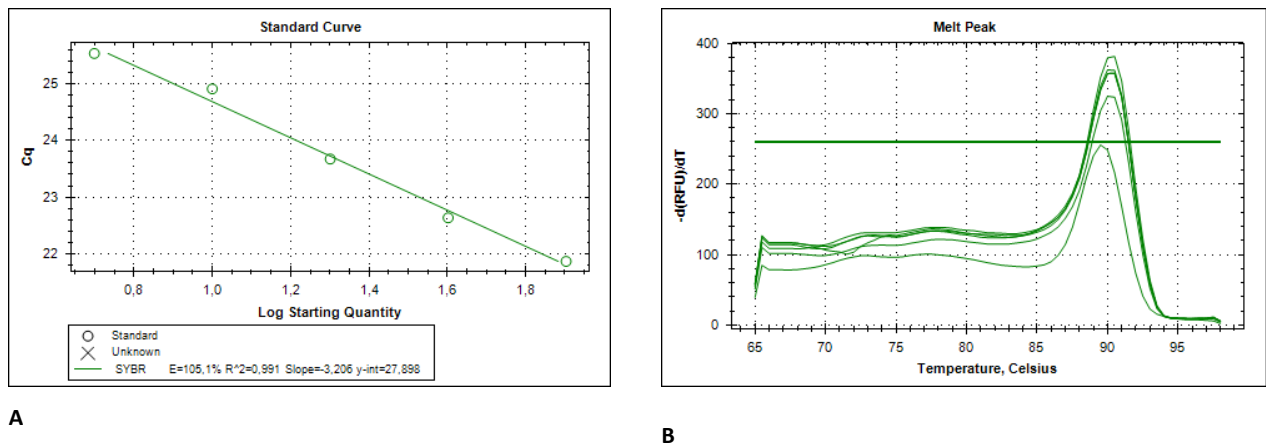 Standard Curve
25
24
23
22
Cq
0,8 1,0 1,2 1,4 1,6 1,8
Log Starting Quantity
Standard
Unknown
SYBR E=105,1% R^2=0,991 Slope=-3,206 y-int=27,898
A
Melt Peak
400
300
200
100
0
-d(RFU)/dT
65 70 75 80 85 90 95
Temperature, Celsius
B